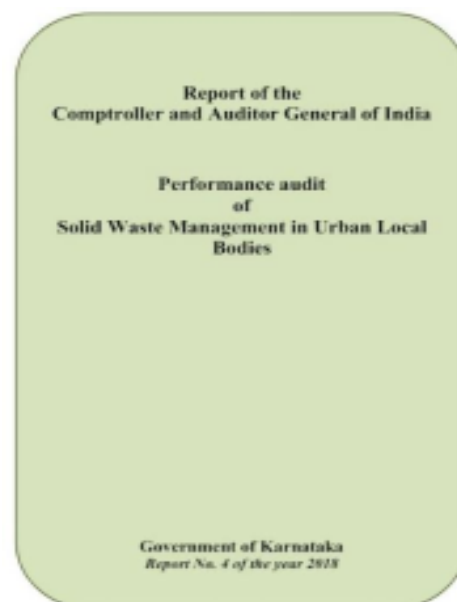 Report of the
Comptroller and Auditor General of India
Performance audit
of
Solid Waste Management in Urban Local
Bodies
Government of Karnataka
Report No. 4 of the year 2018